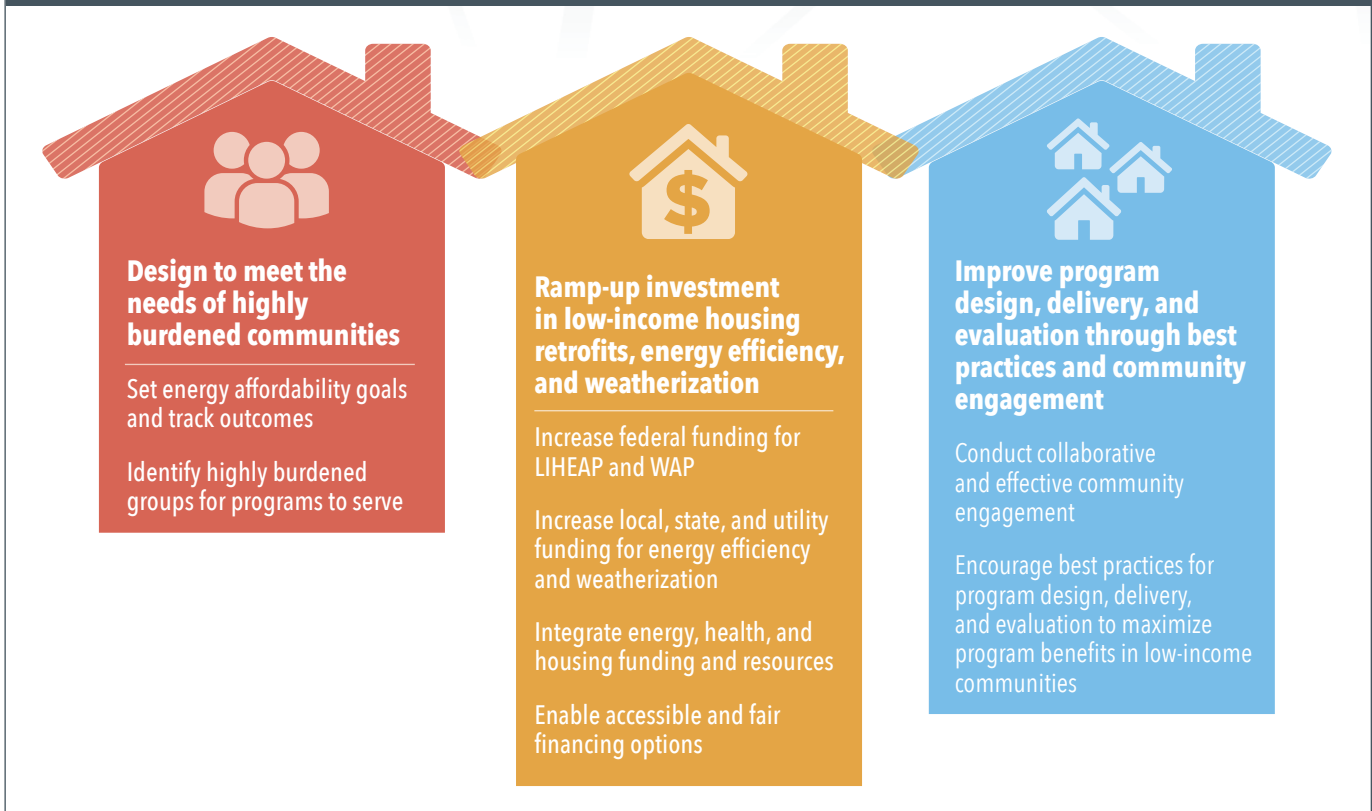 Design to meet the
needs of highly
burdened communities
Set energy affordability goals
and track outcomes
Identify highly burdened
groups for programs to serve
$
Ramp-up investment
in low-income housing
retrofits, energy efficiency,
and weatherization
Increase federal funding for
LIHEAP and WAP
Increase local, state, and utility
funding for energy efficiency
and weatherization
Integrate energy, health, and
housing funding and resources
Enable accessible and fair
financing options
Improve program
design, delivery, and
evaluation through best
practices and community
engagement
Conduct collaborative
and effective community
engagement
Encourage best practices for
program design, delivery,
and evaluation to maximize
program benefits in low-income
communities